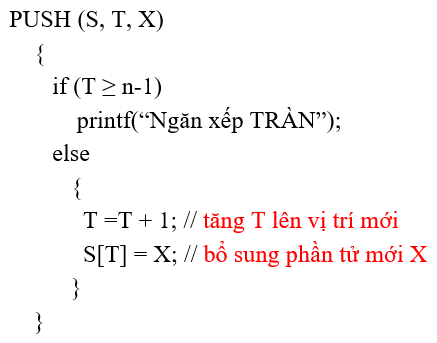 PUSH (S, T, X)
{
if (T ≥ n-1)
printf(“Ngăn xếp TRÀN”);
else
{
T =T + 1; // tăng T lên vị trí mới
S[T] = X; // bổ sung phần tử mới X
}
}